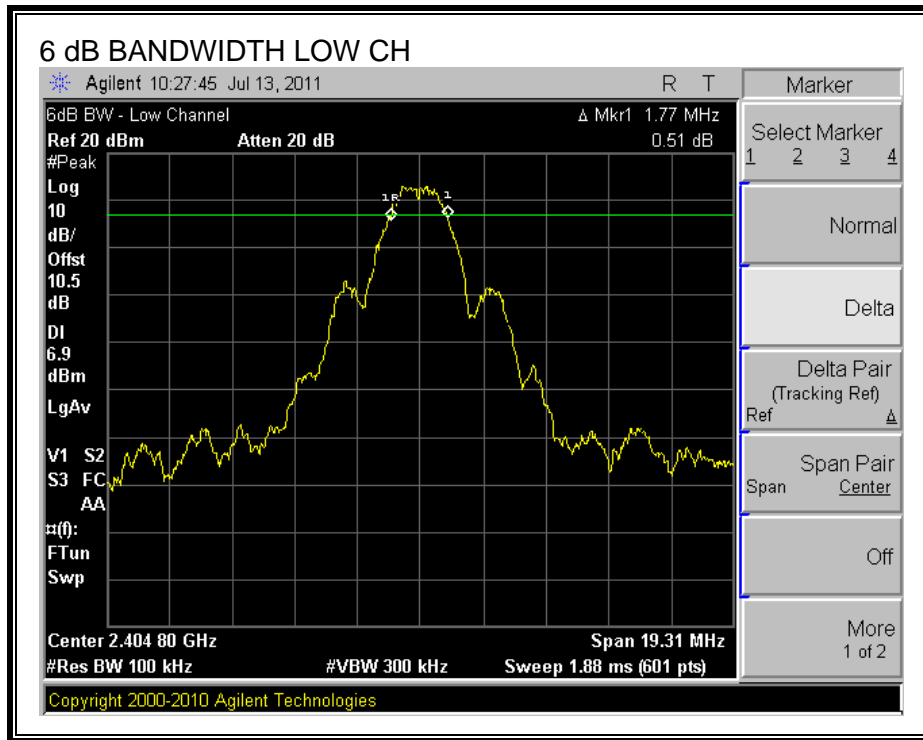 6 dB BANDWIDTH LOW CH
Agilent 10:27:45 Jul 13, 2011 R T
6dB BW - Low Channel Δ Mkr1 1.77 MHz
Ref 20 dBm Atten 20 dB 0.51 dB
#Peak
Log
10
dB/
Offst
10.5
dB
DI
6.9
dBm
LgAv
V1 S2
S3 FC
AA
¤(f):
FTun
Swp
1R
1
Center 2.404 80 GHz Span 19.31 MHz
#Res BW 100 kHz #VBW 300 kHz Sweep 1.88 ms (601 pts)
Copyright 2000-2010 Agilent Technologies
Marker
Select Marker
1 2 3 4
Normal
Delta
Delta Pair
(Tracking Ref)
Ref Δ
Span Pair
Span Center
Off
More
1 of 2